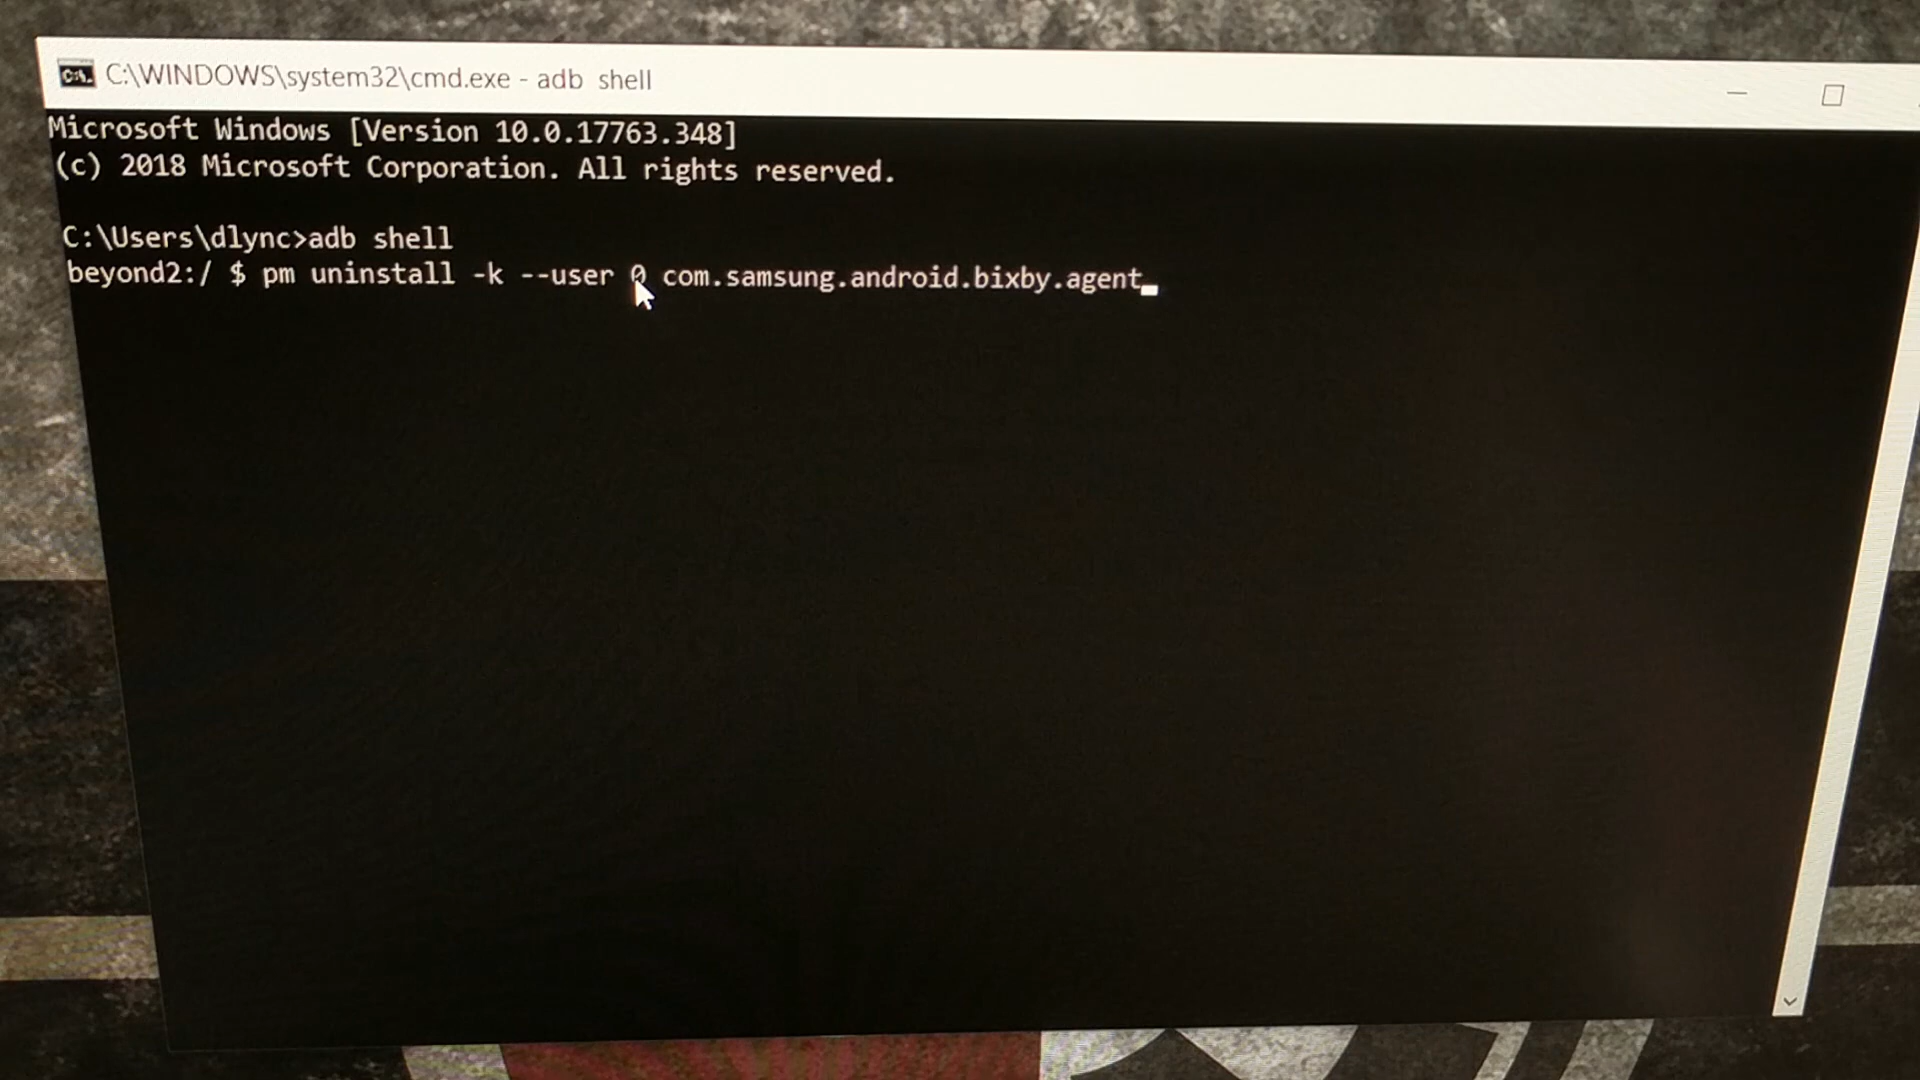 C:\WINDOWS\system32\cmd.exe - adb  shell
Microsoft Windows [Version 10.0.17763.348]
(c) 2018 Microsoft Corporation. All rights reserved.
C:\Users\dlync>adb shell
beyond2:/ $ pm uninstall -k --user 0 com.samsung.android.bixby.agent